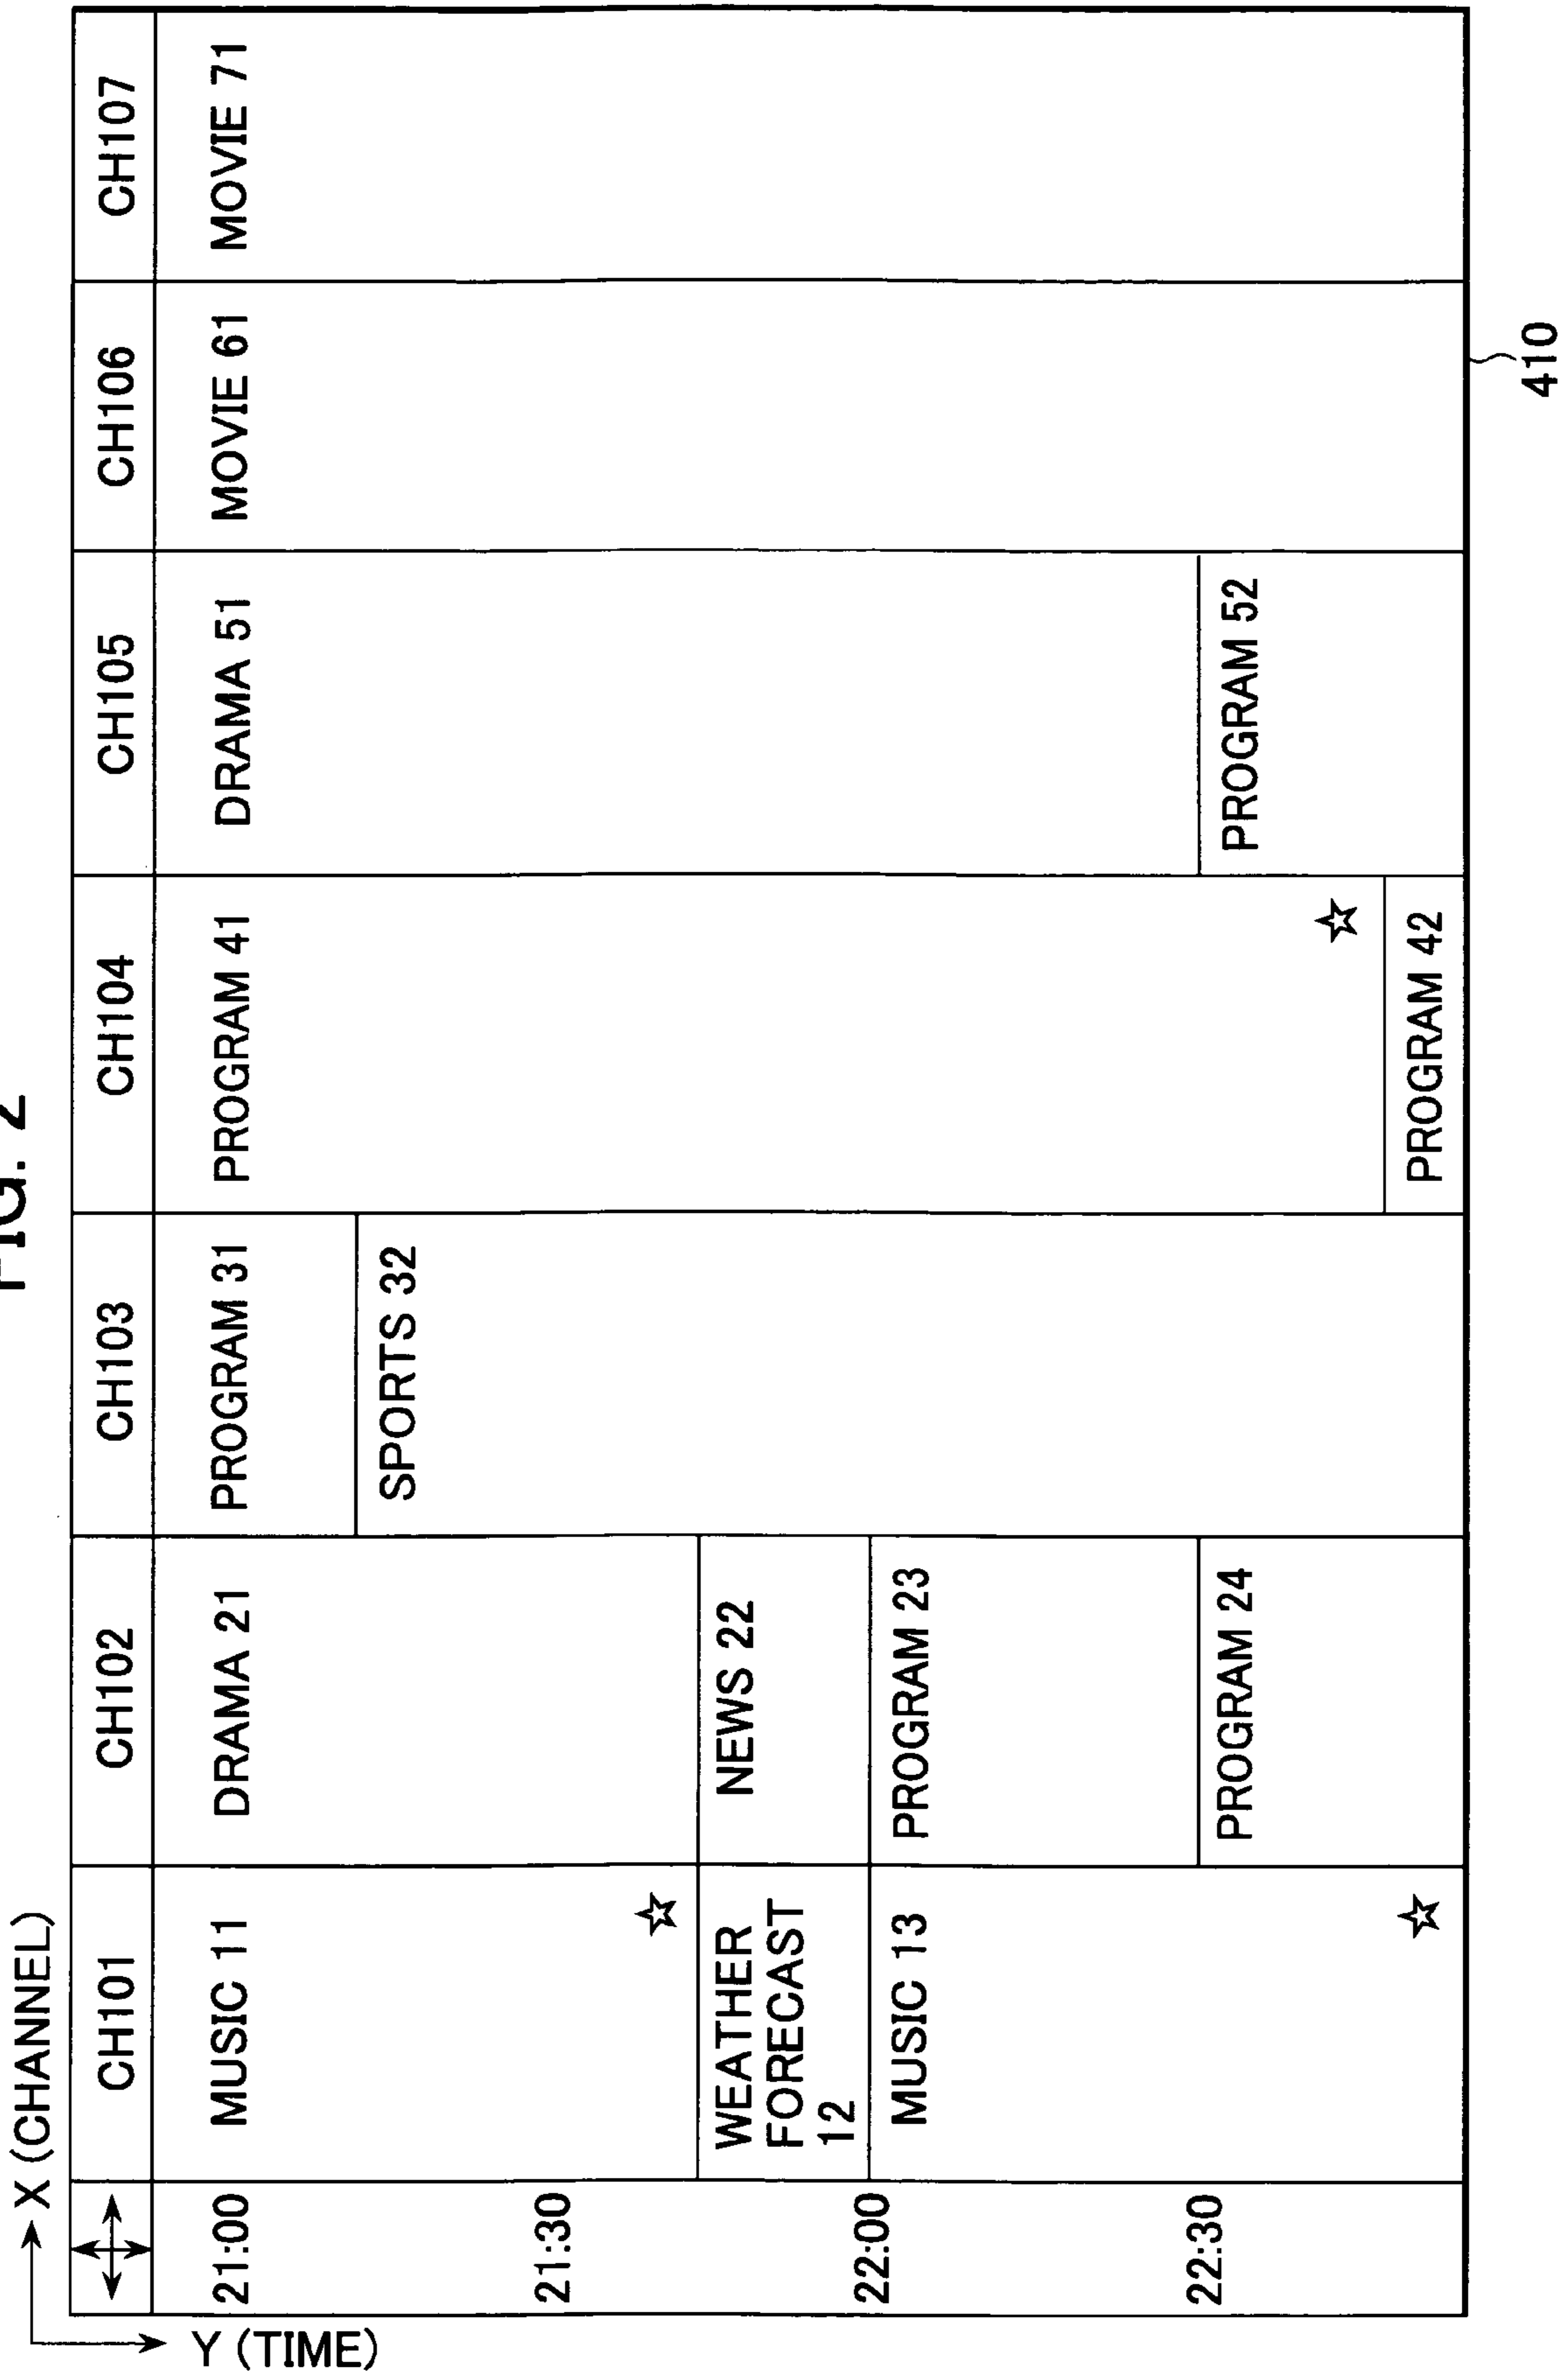 FIG. 2
X (CHANNEL)
Y (TIME)
CH101
CH102
CH103
CH104
CH105
CH106
CH107
21:00
MUSIC 11
DRAMA 21
PROGRAM 31
PROGRAM 41
DRAMA 51
MOVIE 61
MOVIE 71
SPORTS 32
21:30
WEATHER
FORECAST
12
NEWS 22
22:00
MUSIC 13
PROGRAM 23
22:30
PROGRAM 24
PROGRAM 52
PROGRAM 42
410